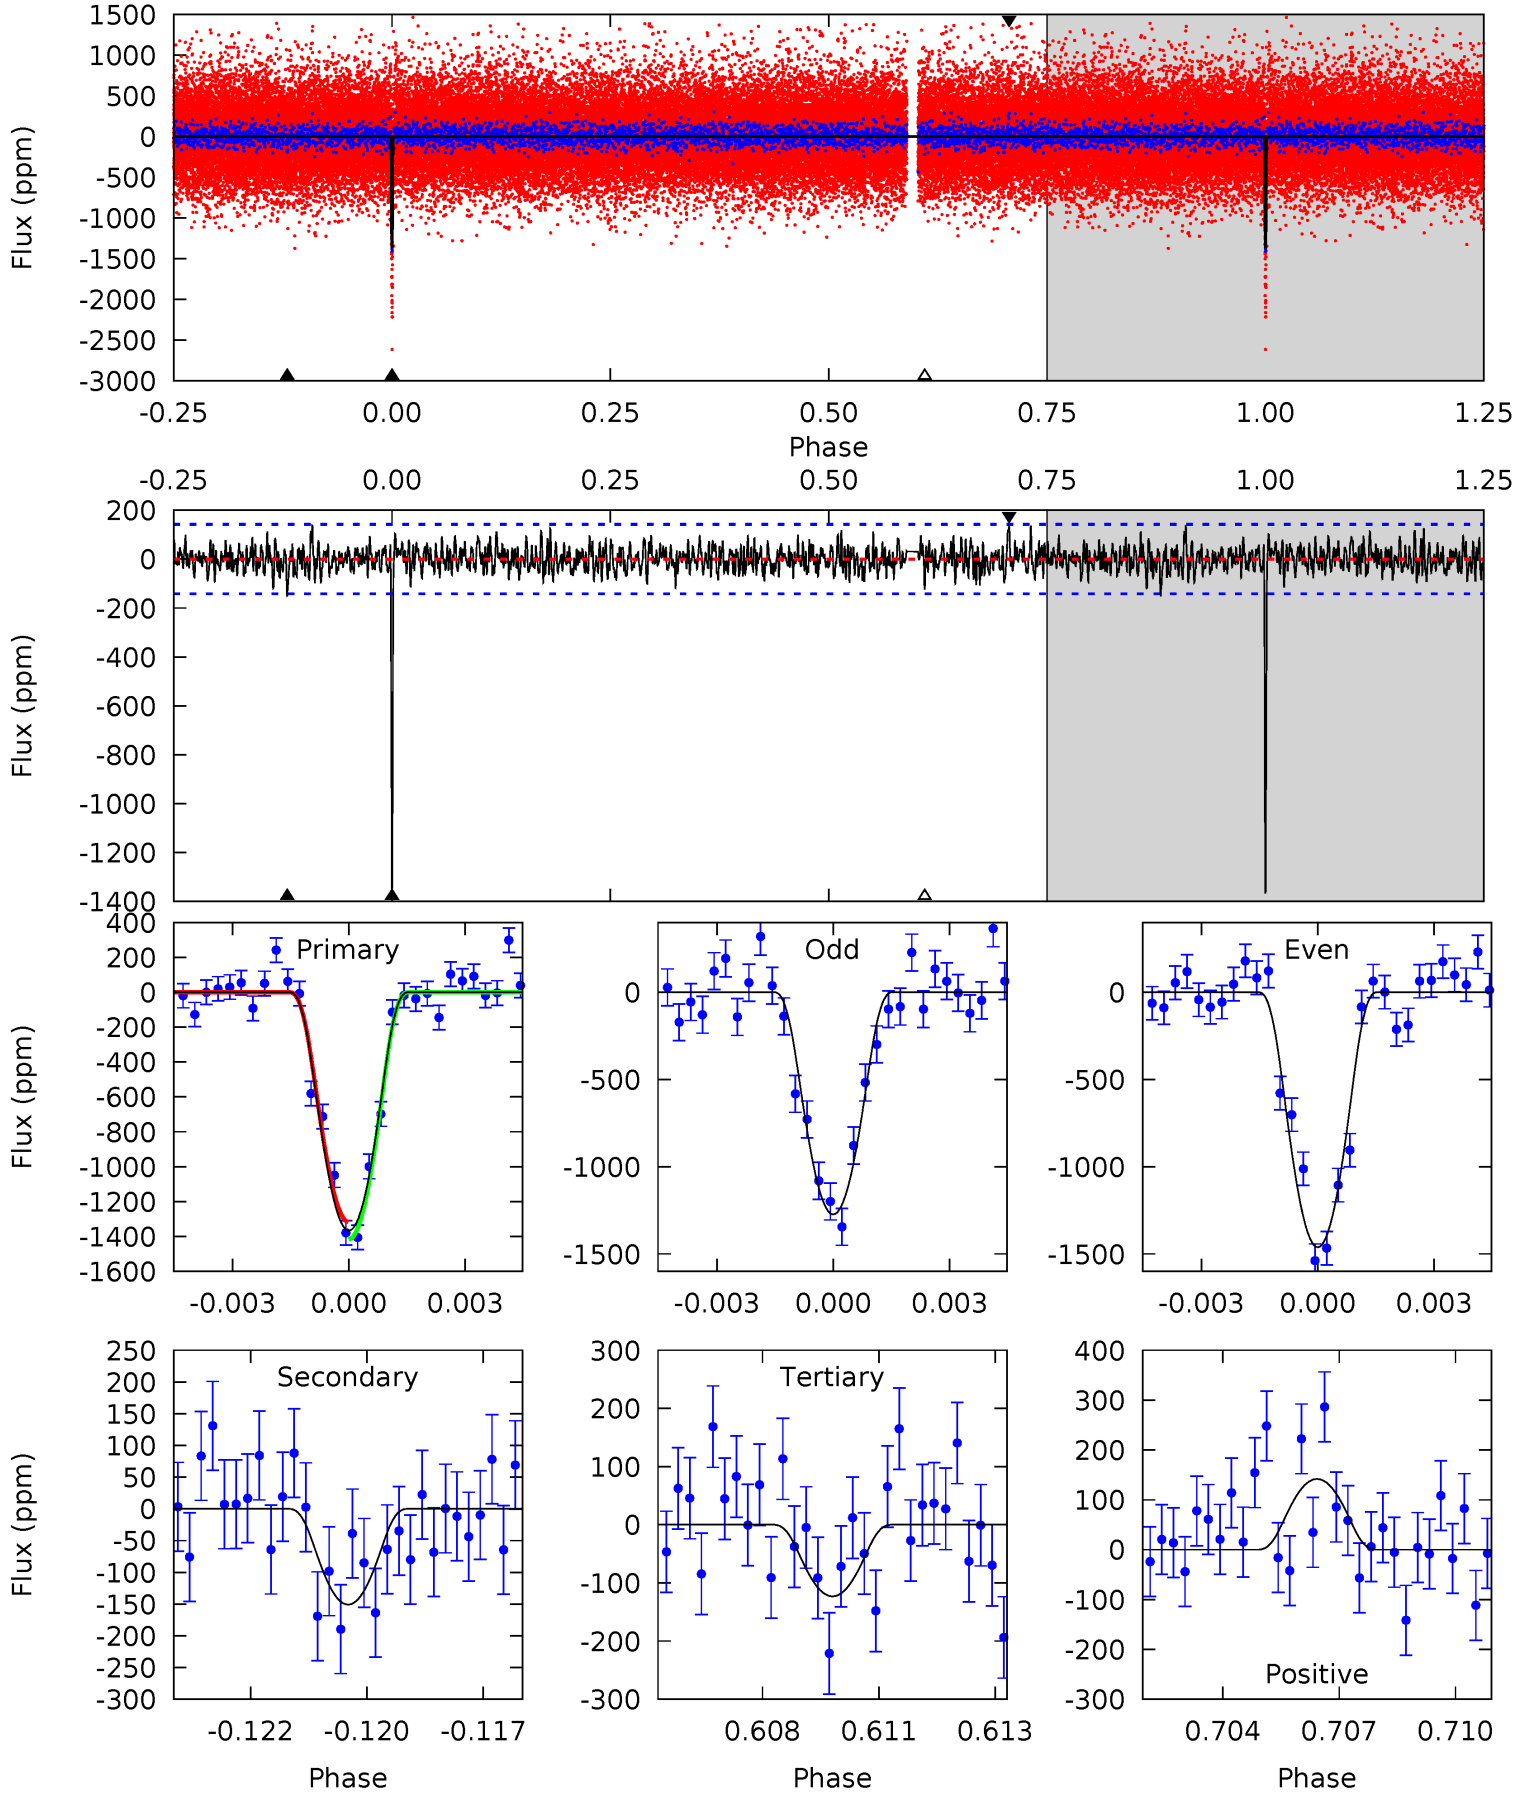 1500
1000
500
0
-500
-1000
-1500
-2000
-2500
-3000
Flux (ppm)
-0.25 0.00 0.25 0.50 0.75 1.00 1.25
Phase
-0.25 0.00 0.25 0.50 0.75 1.00 1.25
200
0
-200
-400
-600
-800
-1000
-1200
-1400
Flux (ppm)
Primary
400
200
0
-200
-400
-600
-800
-1000
-1200
-1400
-1600
Flux (ppm)
-0.003 0.000 0.003
Odd
0
-500
-1000
-1500
-0.003 0.000 0.003
Even
0
-500
-1000
-1500
-0.003 0.000 0.003
Secondary
250
200
150
100
50
0
-50
-100
-150
-200
-250
-300
Flux (ppm)
-0.122 -0.120 -0.117
Phase
Tertiary
300
200
100
0
-100
-200
-300
0.608 0.611 0.613
Phase
Positive
400
300
200
100
0
-100
-200
-300
0.704 0.707 0.710
Phase